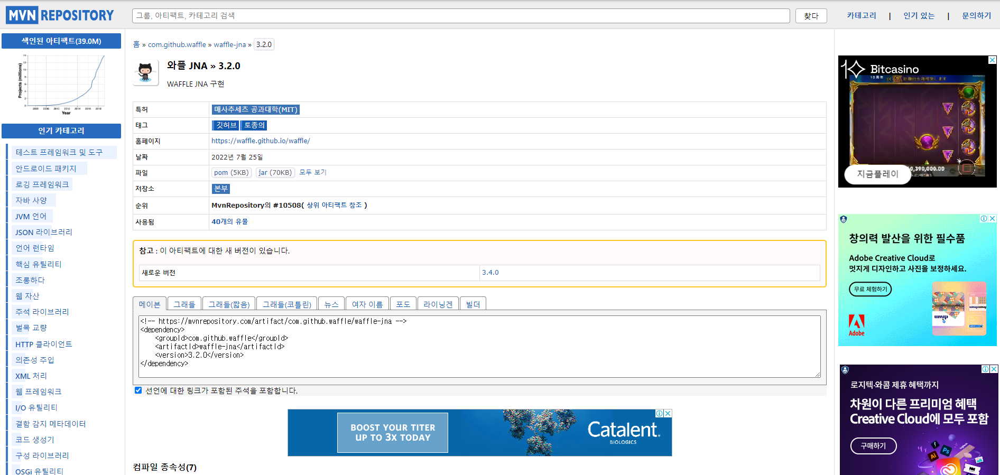 MVN REPOSITORY
그룹, 아티팩트, 카테고리 검색
찾다
카테고리 | 인기 있는 | 문의하기
색인된 아티팩트(39.0M)
Projects (millions)
Year
인기 카테고리
테스트 프레임워크 및 도구
안드로이드 패키지
로깅 프레임워크
자바 사양
JVM 언어
JSON 라이브러리
언어 런타임
핵심 유틸리티
조롱하다
웹 자산
주석 라이브러리
벌목 교량
HTTP 클라이언트
의존성 주입
XML 처리
웹 프레임워크
I/O 유틸리티
결함 감지 메타데이터
코드 생성기
구성 라이브러리
OSGi 유틸리티
홈 » com.github.waffle » waffle-jna » 3.2.0
와플 JNA » 3.2.0
WAFFLE JNA 구현
특허 매사추세츠 공과대학(MIT)
태그 깃허브 토종의
홈페이지 https://waffle.github.io/waffle/
날짜 2022년 7월 25일
파일 pom (5KB) jar (70KB) 모두 보기
저장소 본부
순위 MvnRepository의 #10508( 상위 아티팩트 참조 )
사용됨 40개의 유물
참고 : 이 아티팩트에 대한 새 버전이 있습니다.
새로운 버전 3.4.0
메이븐 그래들 그래들(짧음) 그래들(코틀린) 뉴스 여자 이름 포도 라이닝겐 빌더
<!-- https://mvnrepository.com/artifact/com.github.waffle/waffle-jna -->
<dependency>
<groupId>com.github.waffle</groupId>
<artifactId>waffle-jna</artifactId>
<version>3.2.0</version>
</dependency>
선언에 대한 링크가 포함된 주석을 포함합니다.
BOOST YOUR TITER
UP TO 3X TODAY
Catalent.
BIOLOGICS
컴파일 종속성(7)
Bitcasino
10周年
0,390,000.00
지금플레이
창의력 발산을 위한 필수품
Adobe Creative Cloud로
멋지게 디자인하고 사진을 보정하세요.
무료 체험하기
Adobe
로지텍·와콤 제휴 혜택까지
차원이 다른 프리미엄 혜택
Creative Cloud에 모두 포함
구매하기
Ai
Ps